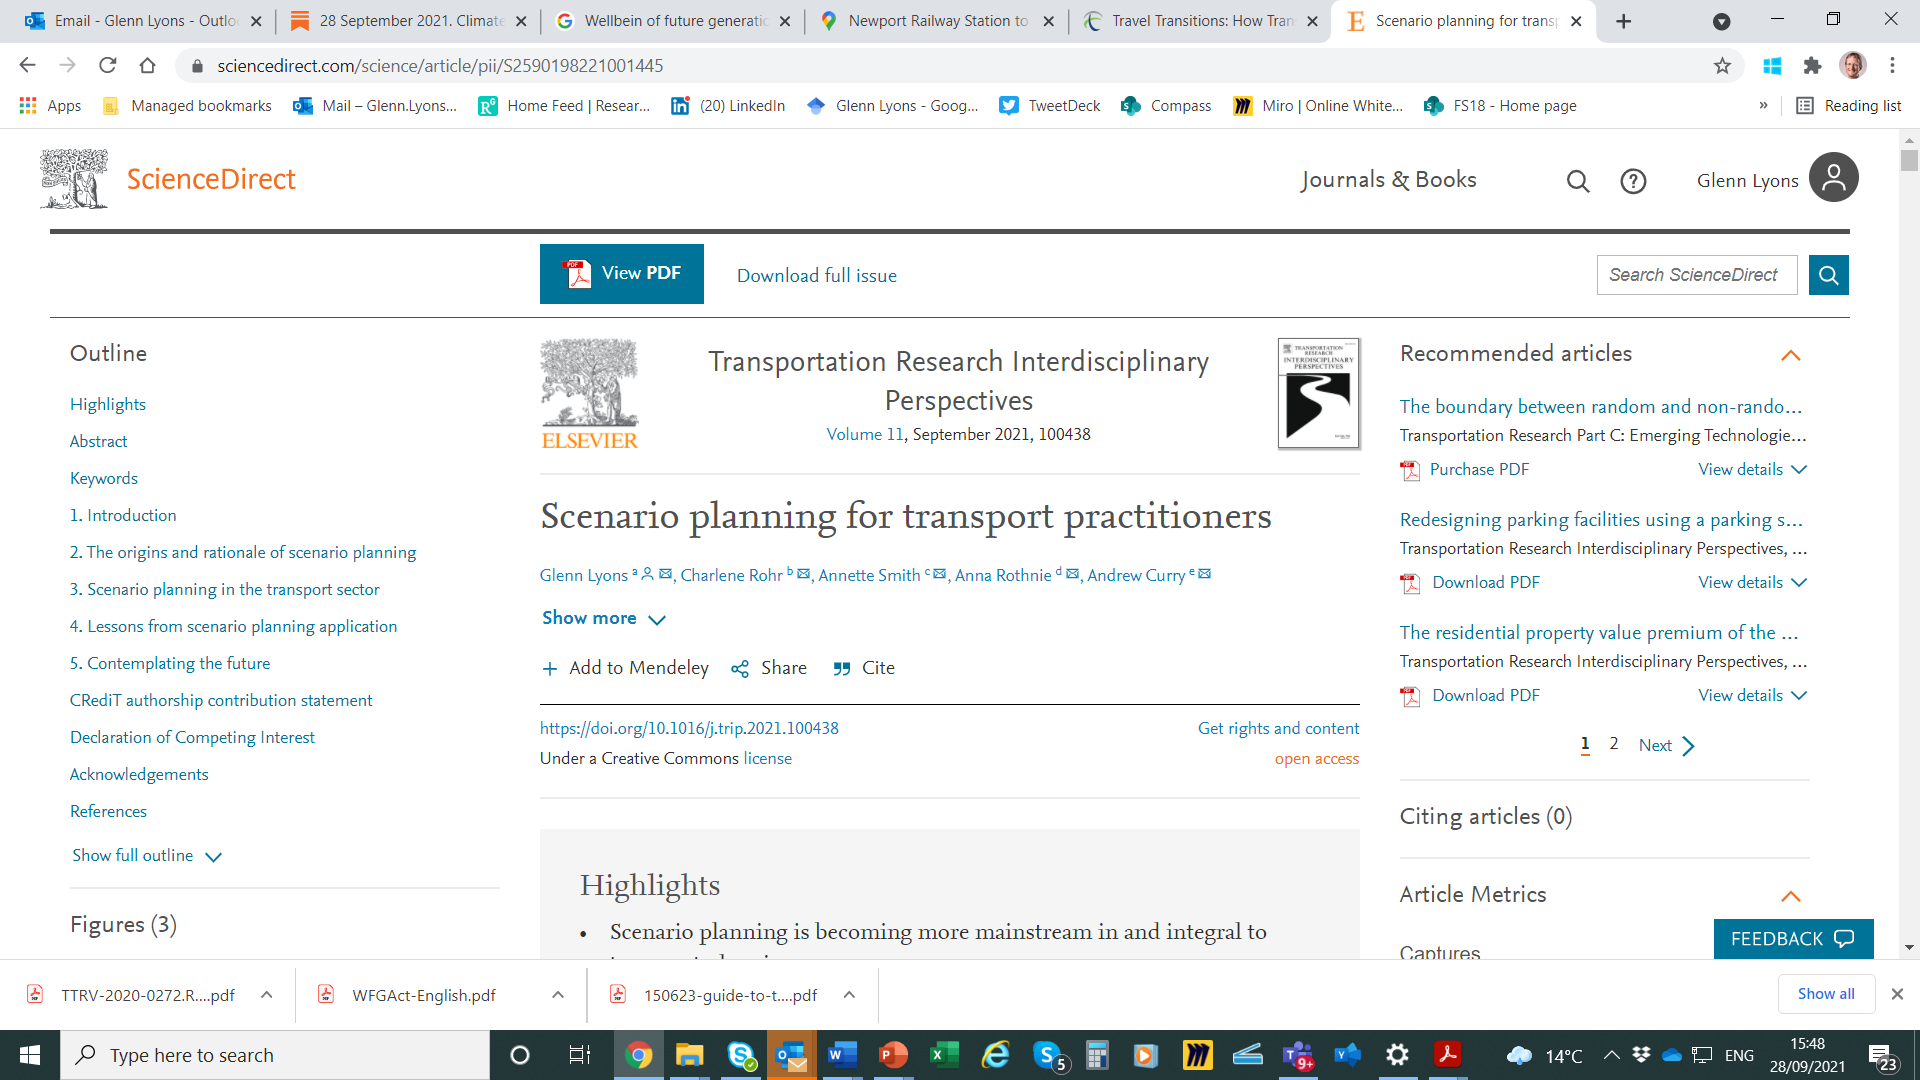 Email - Glenn Lyons - Outlo
28 September 2021. Climate
Wellbein of future generatio
Newport Railway Station to
Travel Transitions: How Tran
Scenario planning for transp
sciencedirect.com/science/article/pii/S2590198221001445
Apps
Managed bookmarks
Mail – Glenn.Lyons...
Home Feed | Resear...
(20) LinkedIn
Glenn Lyons - Goog...
TweetDeck
Compass
Miro | Online White...
FS18 - Home page
»
Reading list
ScienceDirect
Journals & Books
Glenn Lyons
View PDF
Download full issue
Search ScienceDirect
Outline
Highlights
Abstract
Keywords
1. Introduction
2. The origins and rationale of scenario planning
3. Scenario planning in the transport sector
4. Lessons from scenario planning application
5. Contemplating the future
CRediT authorship contribution statement
Declaration of Competing Interest
Acknowledgements
References
Show full outline
Figures (3)
ELSEVIER
Transportation Research Interdisciplinary
Perspectives
Volume 11, September 2021, 100438
TRANSPORTATION
RESEARCH
INTERDISCIPLINARY
PERSPECTIVES
Scenario planning for transport practitioners
Glenn Lyons a, Charlene Rohr b, Annette Smith c, Anna Rothnie d, Andrew Curry e
Show more
Add to Mendeley
Share
Cite
https://doi.org/10.1016/j.trip.2021.100438
Get rights and content
Under a Creative Commons license
open access
Highlights
• Scenario planning is becoming more mainstream in and integral to
Recommended articles
The boundary between random and non-rando...
Transportation Research Part C: Emerging Technologie...
Purchase PDF
View details
Redesigning parking facilities using a parking s...
Transportation Research Interdisciplinary Perspectives, ...
Download PDF
View details
The residential property value premium of the ...
Transportation Research Interdisciplinary Perspectives, ...
Download PDF
View details
1 2 Next
Citing articles (0)
Article Metrics
Captures
FEEDBACK
TTRV-2020-0272.R....pdf
WFGAct-English.pdf
150623-guide-to-t....pdf
Show all
Type here to search
5
9+
14°C
ENG
15:48
28/09/2021
23